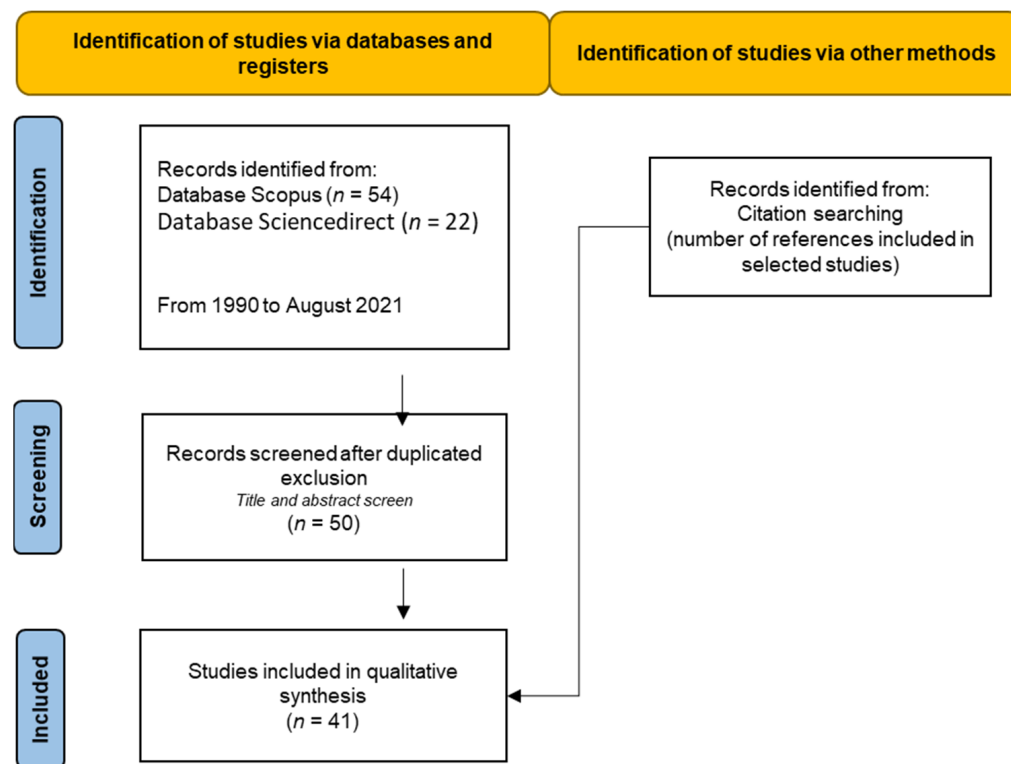 Identification of studies via databases and
registers
Identification of studies via other methods
Identification
Records identified from:
Database Scopus (n = 54)
Database Sciencedirect (n = 22)
From 1990 to August 2021
Records identified from:
Citation searching
(number of references included in
selected studies)
Screening
Records screened after duplicated
exclusion
Title and abstract screen
(n = 50)
Included
Studies included in qualitative
synthesis
(n = 41)